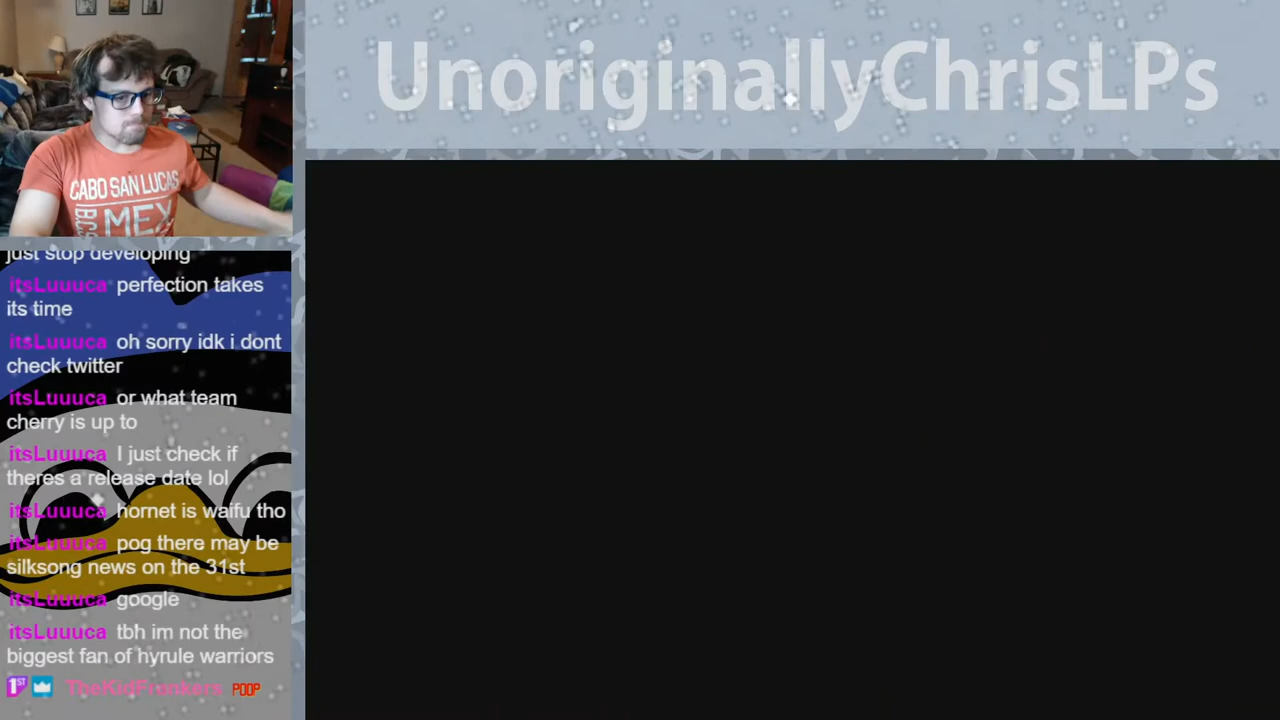 UnoriginallyChrisLPs
CABO SAN LUCAS
B.C.S
MEX
just stop developing
itsLuuuca perfection takes
its time
itsLuuuca oh sorry idk i dont
check twitter
itsLuuuca or what team
cherry is up to
itsLuuuca I just check if
theres a release date lol
itsLuuuca hornet is waifu tho
itsLuuuca pog there may be
silksong news on the 31st
itsLuuuca google
itsLuuuca tbh im not the
biggest fan of hyrule warriors
1ST TheKidFrankers POOP